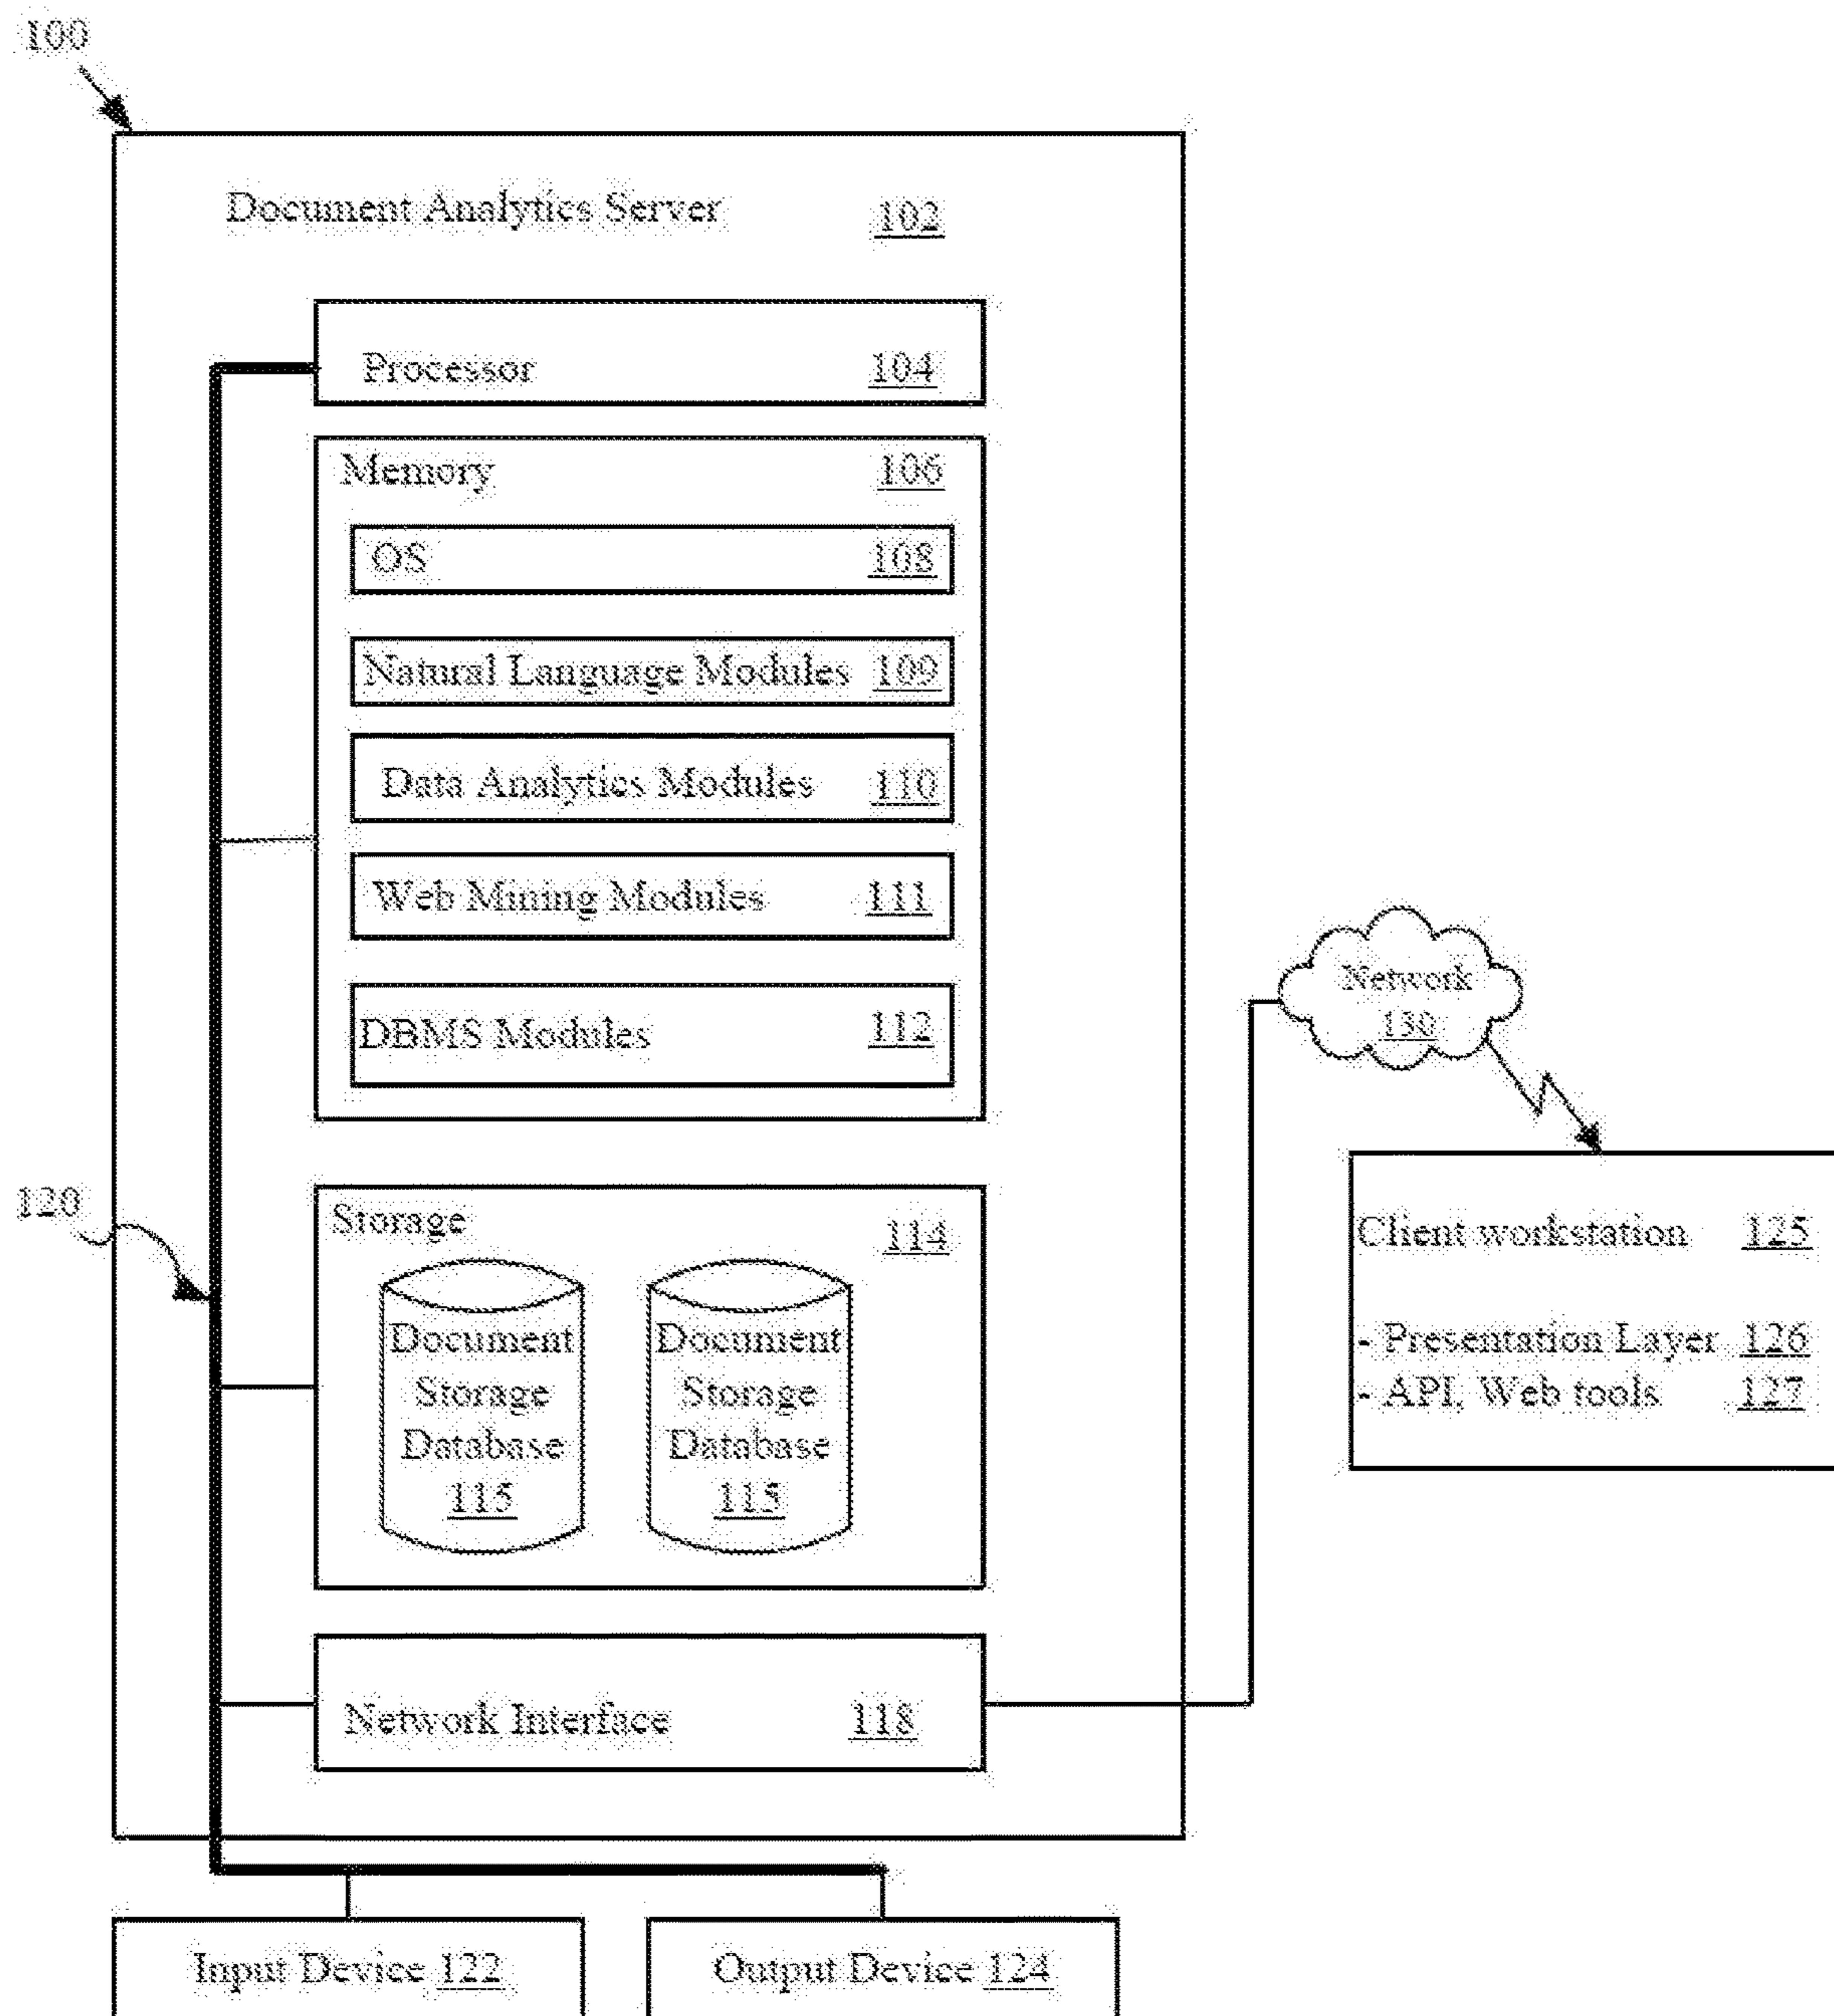 100
Document Analytics Server 102
Processor 104
Memory 106
OS 108
Natural Language Modules 109
Data Analytics Modules 110
Web Mining Modules 111
DBMS Modules 112
Network
130
120
Storage 114
Document
Storage
Database
115
Document
Storage
Database
115
Client workstation 125
- Presentation Layer 126
- API, Web tools 127
Network Interface 118
Input Device 122
Output Device 124